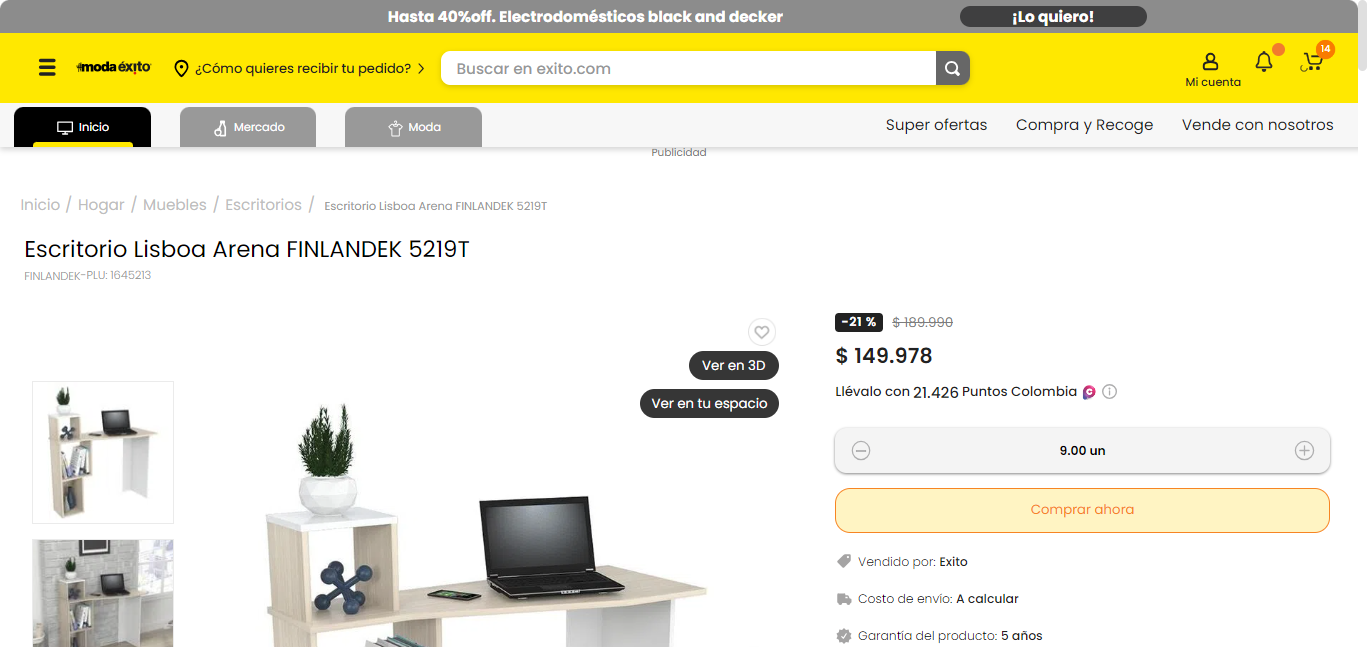 Hasta 40%off. Electrodomésticos black and decker
¡Lo quiero!
moda éxito
¿Cómo quieres recibir tu pedido?
Buscar en exito.com
Mi cuenta
14
Inicio
Mercado
Moda
Super ofertas
Compra y Recoge
Vende con nosotros
Publicidad
Inicio / Hogar / Muebles / Escritorios / Escritorio Lisboa Arena FINLANDEK 5219T
Escritorio Lisboa Arena FINLANDEK 5219T
FINLANDEK-PLU: 1645213
-21 % $ 189.990
$ 149.978
Llévalo con 21.426 Puntos Colombia
Ver en 3D
Ver en tu espacio
9.00 un
Comprar ahora
Vendido por: Exito
Costo de envío: A calcular
Garantía del producto: 5 años